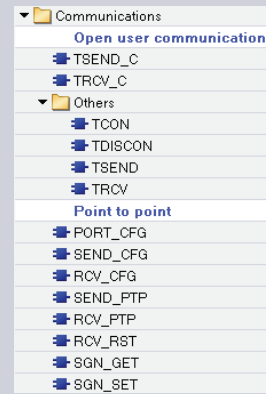 Communications
Open user communication
TSEND_C
TRCV_C
Others
TCON
TDISCON
TSEND
TRCV
Point to point
PORT_CFG
SEND_CFG
RCV_CFG
SEND_PTP
RCV_PTP
RCV_RST
SGN_GET
SGN_SET